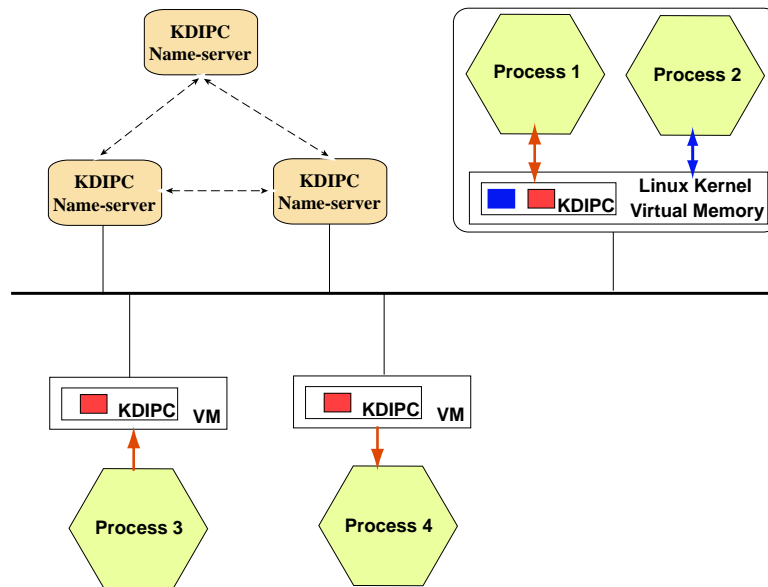 KDIPC
Name-server
Process 1
Process 2
KDIPC
Name-server
KDIPC
Name-server
Linux Kernel
KDIPC
Virtual Memory
KDIPC
VM
KDIPC
VM
Process 3
Process 4